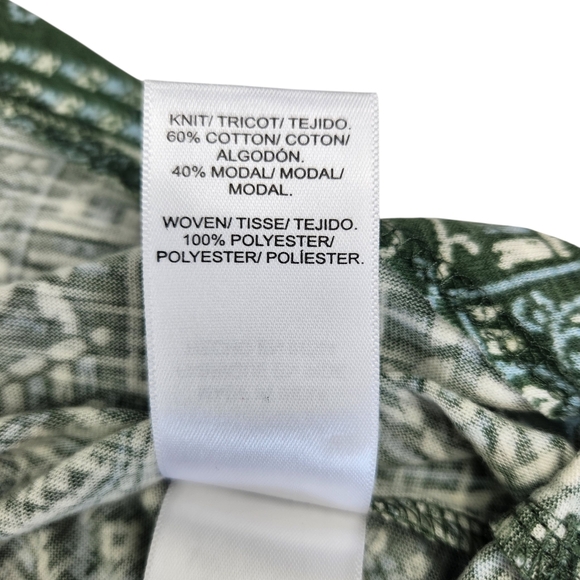 KNIT/ TRICOT/ TEJIDO.
60% COTTON/ COTON/
ALGODÓN.
40% MODAL/ MODAL/
MODAL.
WOVEN/ TISSE/ TEJIDO.
100% POLYESTER/
POLYESTER/ POLÍESTER.